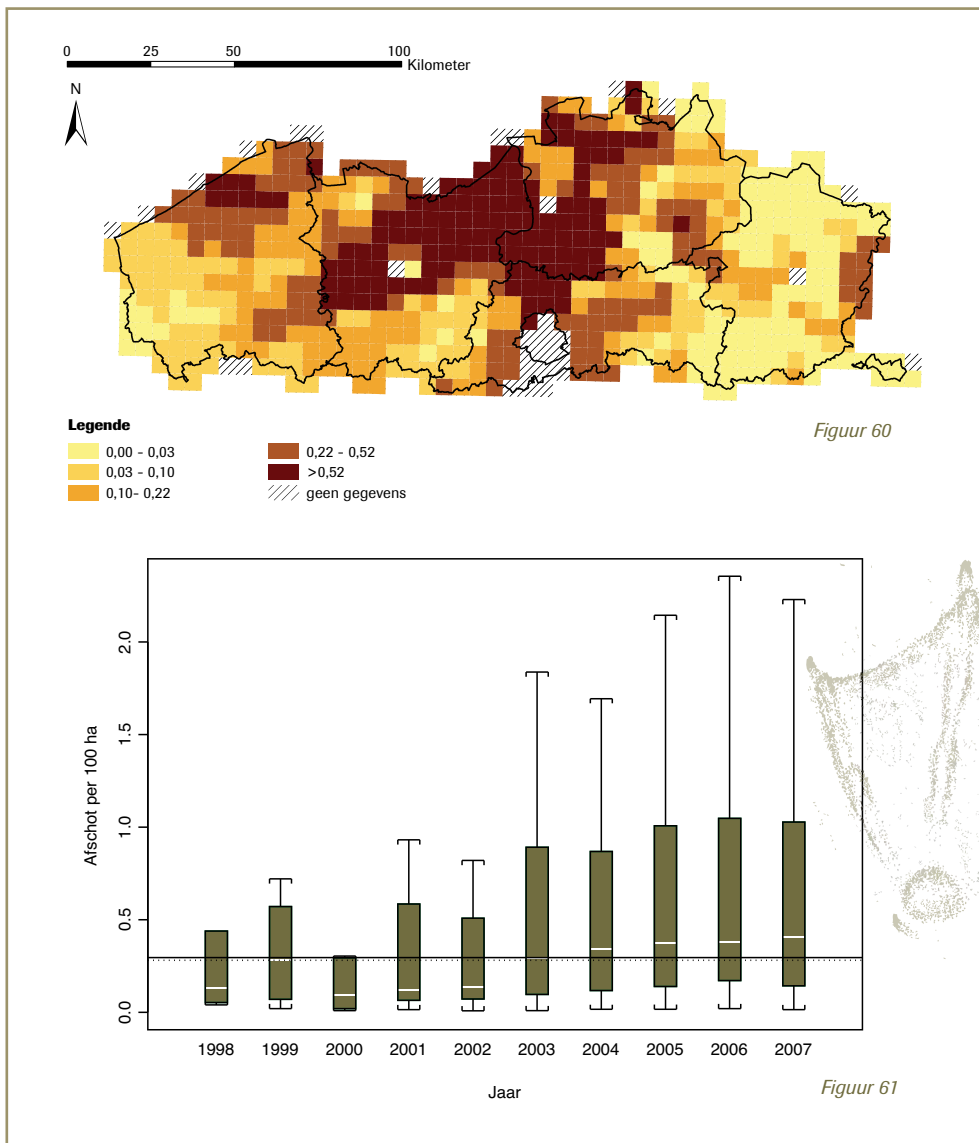 0 25 50 100
Kilometer
N
Figuur 60
Legende
0,00 - 0,03 0,22 - 0,52
0,03 - 0,10 >0,52
0,10- 0,22 geen gegevens
Afschot per 100 ha
2.0
1.5
1.0
0.5
0.0
1998 1999 2000 2001 2002 2003 2004 2005 2006 2007
Jaar
Figuur 61